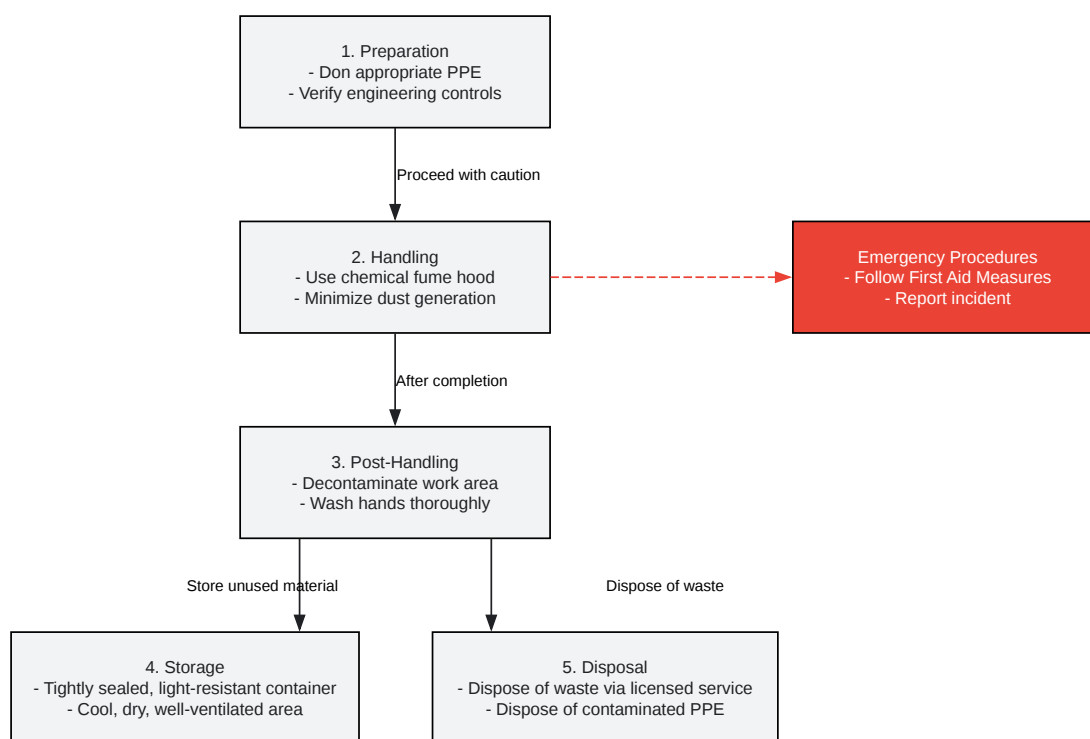 1. Preparation
- Don appropriate PPE
- Verify engineering controls
Proceed with caution
2. Handling
- Use chemical fume hood
- Minimize dust generation
Emergency Procedures
- Follow First Aid Measures
- Report incident
After completion
3. Post-Handling
- Decontaminate work area
- Wash hands thoroughly
Store unused material
Dispose of waste
4. Storage
- Tightly sealed, light-resistant container
- Cool, dry, well-ventilated area
5. Disposal
- Dispose of waste via licensed service
- Dispose of contaminated PPE